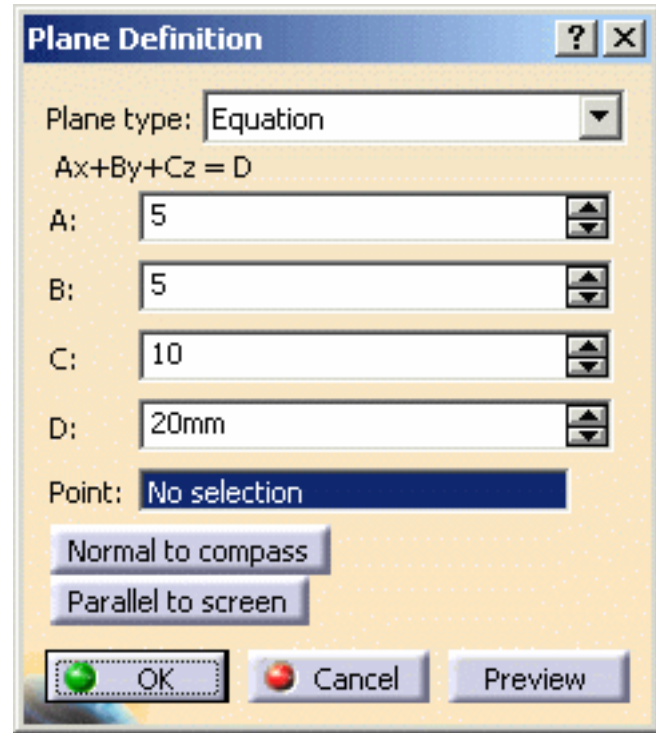 Plane Definition ? X
Plane type: Equation
Ax+By+Cz = D
A: 5
B: 5
C: 10
D: 20mm
Point: No selection
Normal to compass
Parallel to screen
OK Cancel Preview